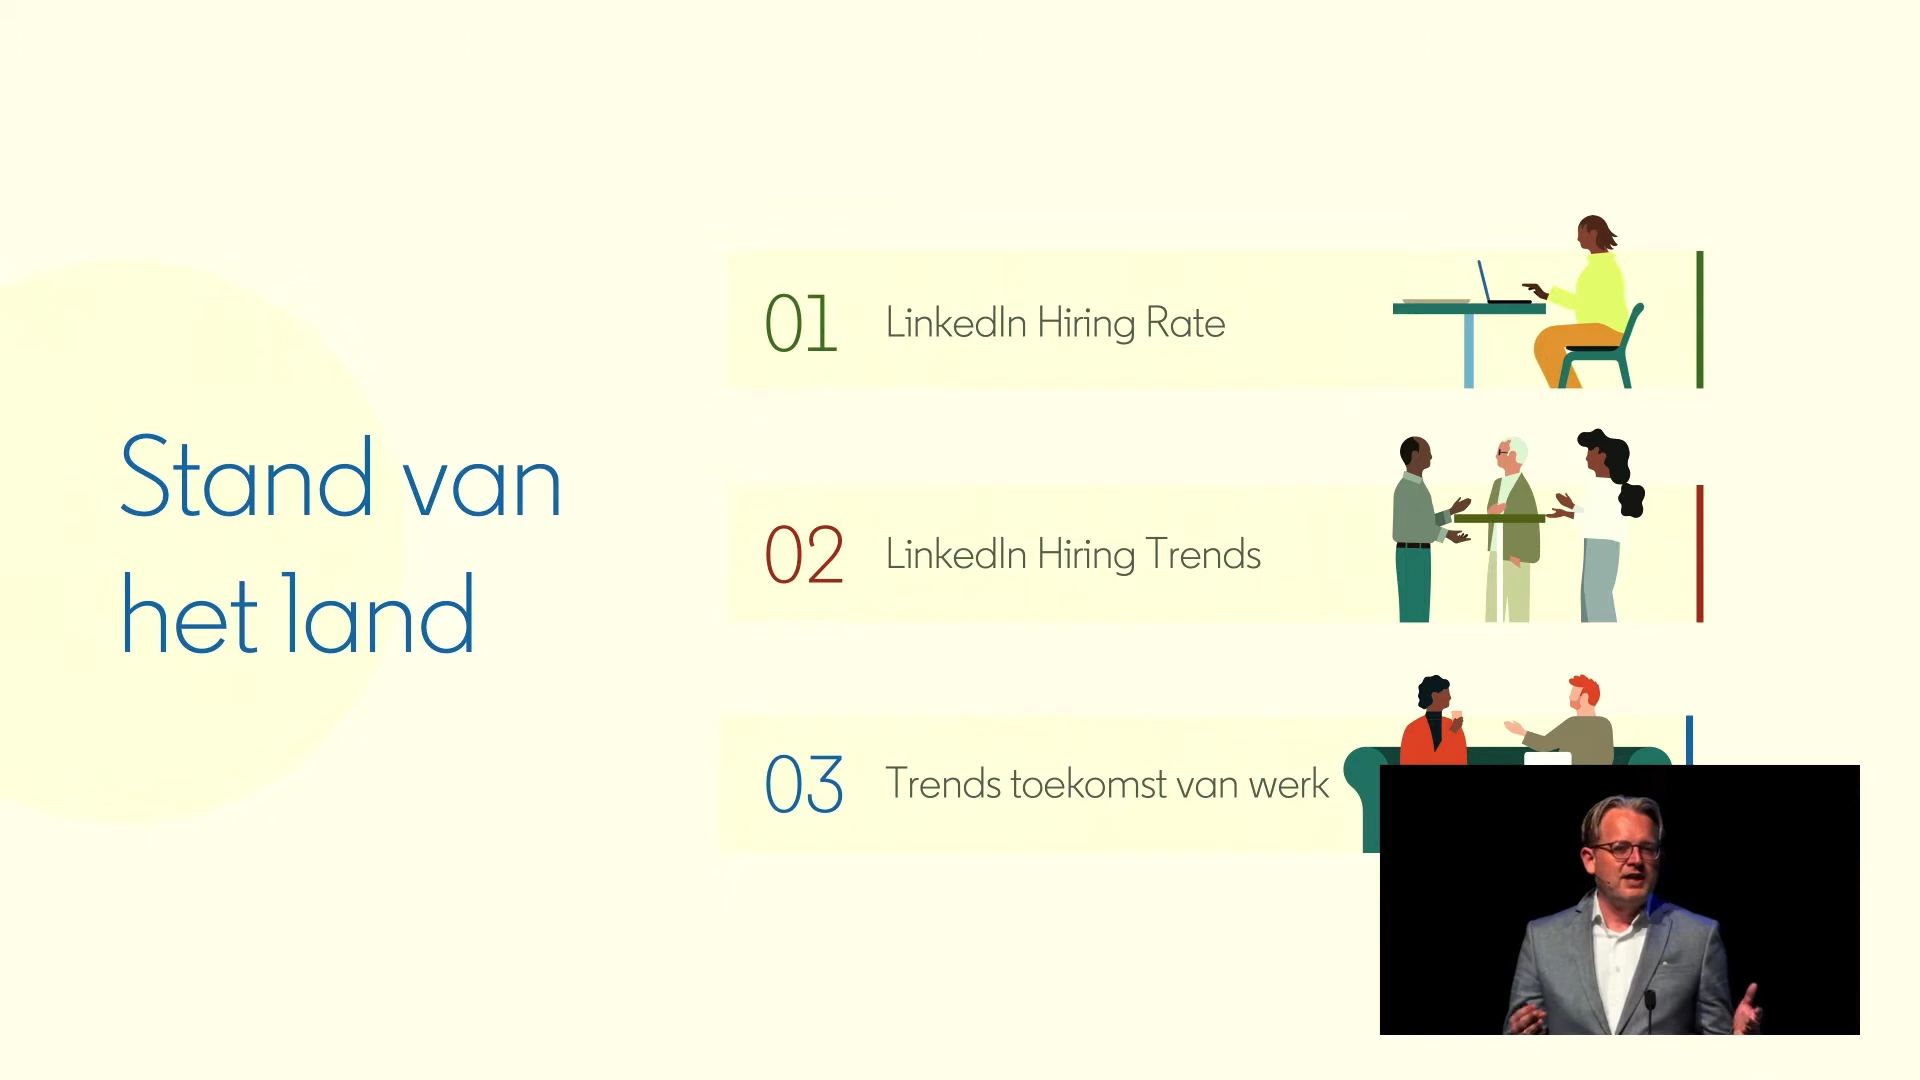 Stand van
het land
01 LinkedIn Hiring Rate
02 LinkedIn Hiring Trends
03 Trends toekomst van werk